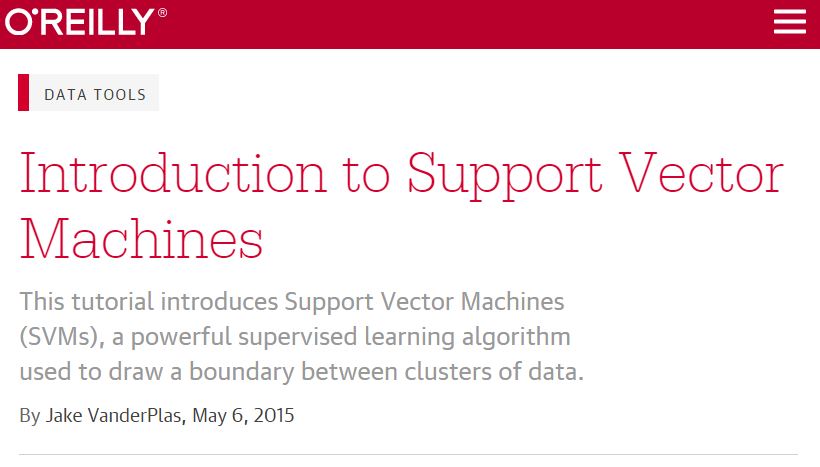 O'REILLY®
DATA TOOLS
Introduction to Support Vector
Machines
This tutorial introduces Support Vector Machines
(SVMs), a powerful supervised learning algorithm
used to draw a boundary between clusters of data.
By Jake VanderPlas, May 6, 2015